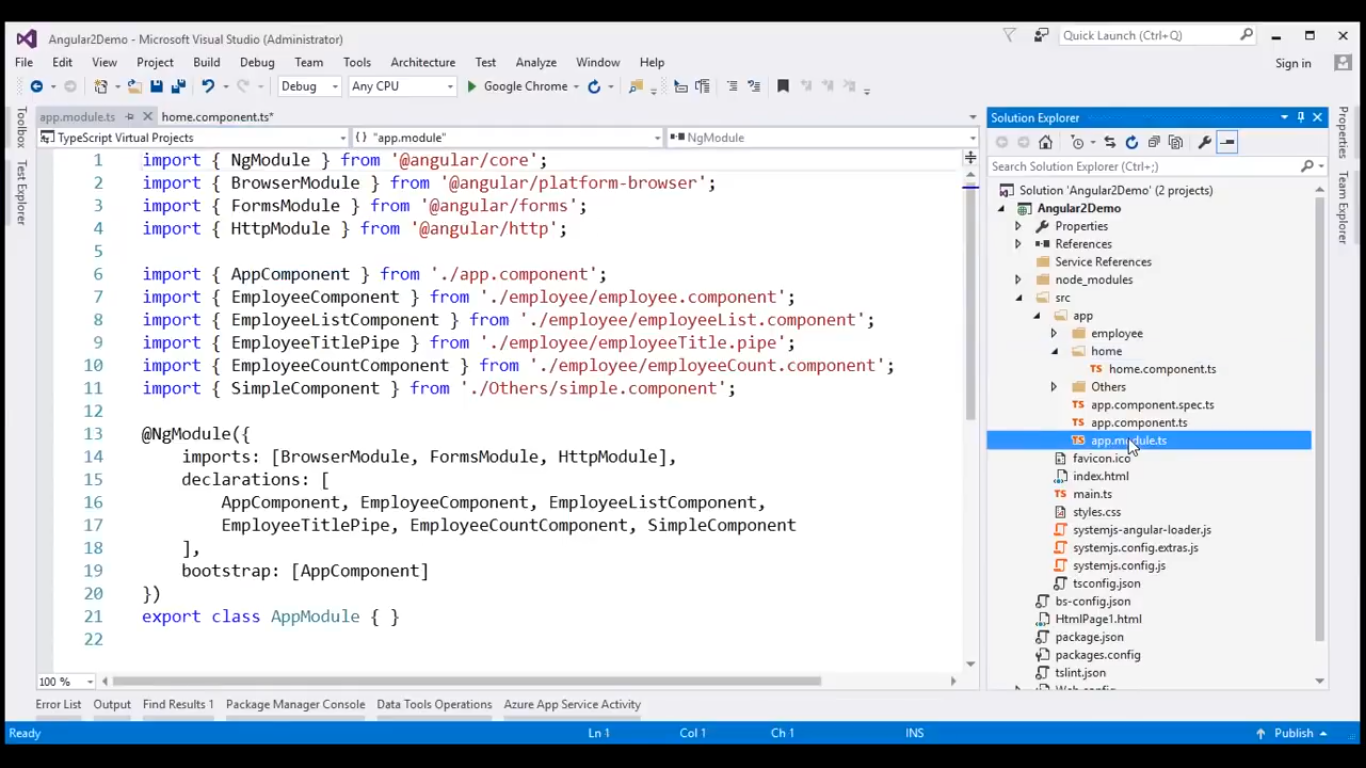 Angular2Demo - Microsoft Visual Studio (Administrator)
Quick Launch (Ctrl+Q)
File Edit View Project Build Debug Team Tools Architecture Test Analyze Window Help
Sign in
Debug Any CPU Google Chrome
Toolbox
Test Explorer
app.module.ts home.component.ts*
TypeScript Virtual Projects {} "app.module" NgModule
1 import { NgModule } from '@angular/core';
2 import { BrowserModule } from '@angular/platform-browser';
3 import { FormsModule } from '@angular/forms';
4 import { HttpModule } from '@angular/http';
5
6 import { AppComponent } from './app.component';
7 import { EmployeeComponent } from './employee/employee.component';
8 import { EmployeeListComponent } from './employee/employeeList.component';
9 import { EmployeeTitlePipe } from './employee/employeeTitle.pipe';
10 import { EmployeeCountComponent } from './employee/employeeCount.component';
11 import { SimpleComponent } from './Others/simple.component';
12
13 @NgModule({
14 imports: [BrowserModule, FormsModule, HttpModule],
15 declarations: [
16 AppComponent, EmployeeComponent, EmployeeListComponent,
17 EmployeeTitlePipe, EmployeeCountComponent, SimpleComponent
18 ],
19 bootstrap: [AppComponent]
20 })
21 export class AppModule { }
22
100 %
Solution Explorer
Search Solution Explorer (Ctrl+;)
Solution 'Angular2Demo' (2 projects)
Angular2Demo
Properties
References
Service References
node_modules
src
app
employee
home
TS home.component.ts
Others
TS app.component.spec.ts
TS app.component.ts
TS app.module.ts
favicon.ico
index.html
TS main.ts
styles.css
systemjs-angular-loader.js
systemjs.config.extras.js
systemjs.config.js
tsconfig.json
bs-config.json
HtmlPage1.html
package.json
packages.config
tslint.json
Web.config
Properties
Team Explorer
Error List Output Find Results 1 Package Manager Console Data Tools Operations Azure App Service Activity
Ready Ln 1 Col 1 Ch 1 INS Publish